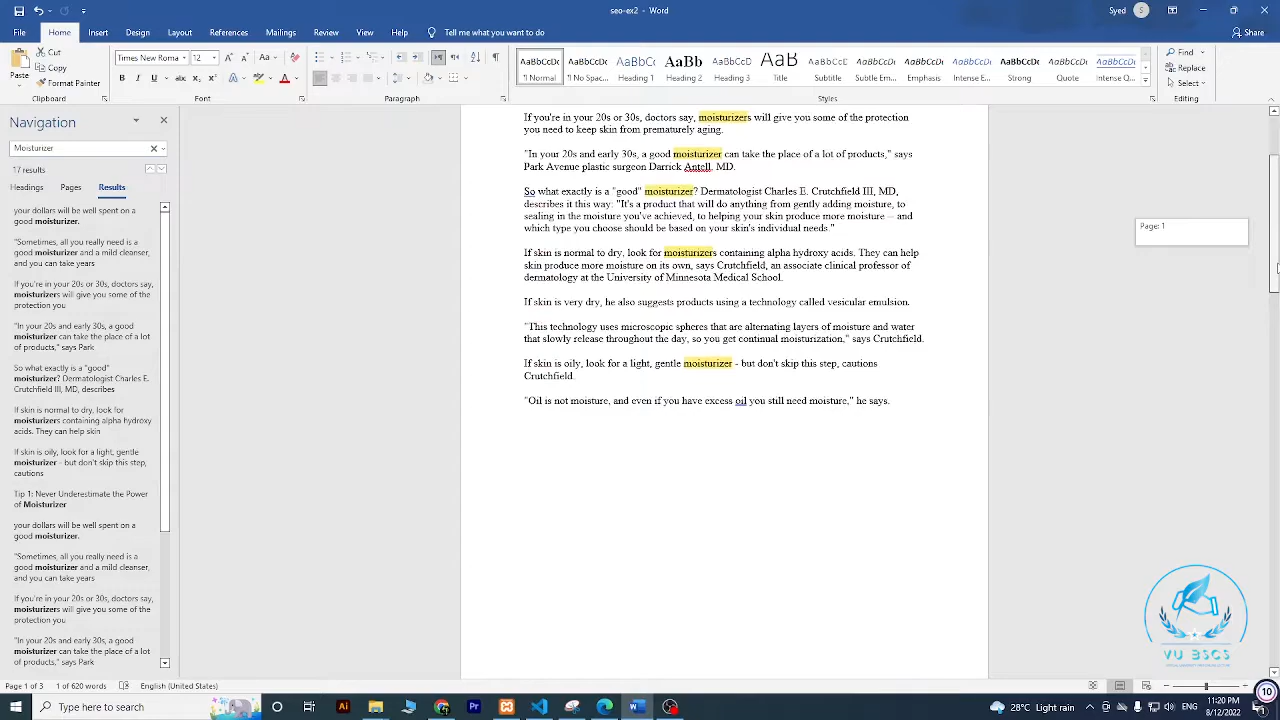 seo-ex2 - Word
Syed S
File Home Insert Draw Design Layout References Mailings Review View Help Tell me what you want to do
Share
Cut
Copy
Format Painter
Clipboard
Times New Roma 12
Font
Paragraph
AaBbCcDc AaBbCcDc AaBbC AaBb AaBbC AaB AaBbCcD AaBbCcDt AaBbCcDt AaBbCcDt AaBbCcDc AaBbCcDt
¶ Normal ¶ No Spac... Heading 1 Heading 2 Heading 3 Title Subtitle Subtle Em... Emphasis Intense E... Strong Quote Intense Q...
Styles
Find
Replace
Select
Editing
Navigation
Moisturizer
17 results
Headings Pages Results
your dollars will be well spent on a
good moisturizer.
"Sometimes, all you really need is a
good moisturizer and a mild cleanser,
and you can take years
If you're in your 20s or 30s, doctors say,
moisturizers will give you some of the
protection you
"In your 20s and early 30s, a good
moisturizer can take the place of a lot
of products," says Park
So what exactly is a "good"
moisturizer? Dermatologist Charles E.
Crutchfield III, MD, describes
If skin is normal to dry, look for
moisturizers containing alpha hydroxy
acids. They can help skin
If skin is oily, look for a light, gentle
moisturizer - but don't skip this step,
cautions
Tip 1: Never Underestimate the Power
of Moisturizer
your dollars will be well spent on a
good moisturizer.
"Sometimes, all you really need is a
good moisturizer and a mild cleanser,
and you can take years
If you're in your 20s or 30s, doctors say,
moisturizers will give you some of the
protection you
"In your 20s and early 30s, a good
moisturizer can take the place of a lot
of products," says Park
If you're in your 20s or 30s, doctors say, moisturizers will give you some of the protection
you need to keep skin from prematurely aging.
"In your 20s and early 30s, a good moisturizer can take the place of a lot of products," says
Park Avenue plastic surgeon Darrick Antell, MD.
So what exactly is a "good" moisturizer? Dermatologist Charles E. Crutchfield III, MD,
describes it this way: "It's a product that will do anything from gently adding moisture, to
sealing in the moisture you've achieved, to helping your skin produce more moisture -- and
which type you choose should be based on your skin's individual needs."
If skin is normal to dry, look for moisturizers containing alpha hydroxy acids. They can help
skin produce more moisture on its own, says Crutchfield, an associate clinical professor of
dermatology at the University of Minnesota Medical School.
If skin is very dry, he also suggests products using a technology called vesicular emulsion.
"This technology uses microscopic spheres that are alternating layers of moisture and water
that slowly release throughout the day, so you get continual moisturization," says Crutchfield.
If skin is oily, look for a light, gentle moisturizer - but don't skip this step, cautions
Crutchfield.
"Oil is not moisture, and even if you have excess oil you still need moisture," he says.
Page: 1
VU BSCS
Page 1 of 3 1 of 620 words English (United States)
Type here to search
28°C Light rain
11:20 PM
8/12/2022
10